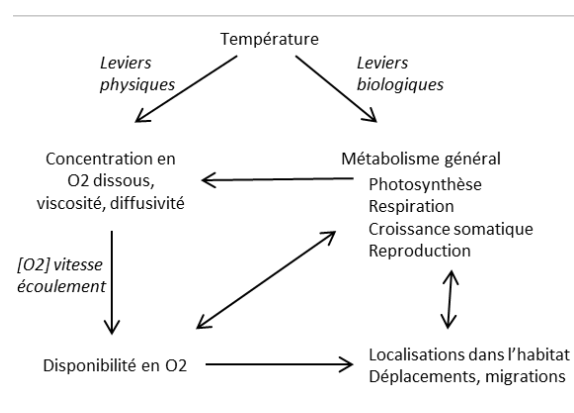 Température
Leviers
physiques
Leviers
biologiques
Concentration en
O2 dissous,
viscosité, diffusivité
Métabolisme général
Photosynthèse
Respiration
Croissance somatique
Reproduction
[O2] vitesse
écoulement
Disponibilité en O2
Localisations dans l'habitat
Déplacements, migrations